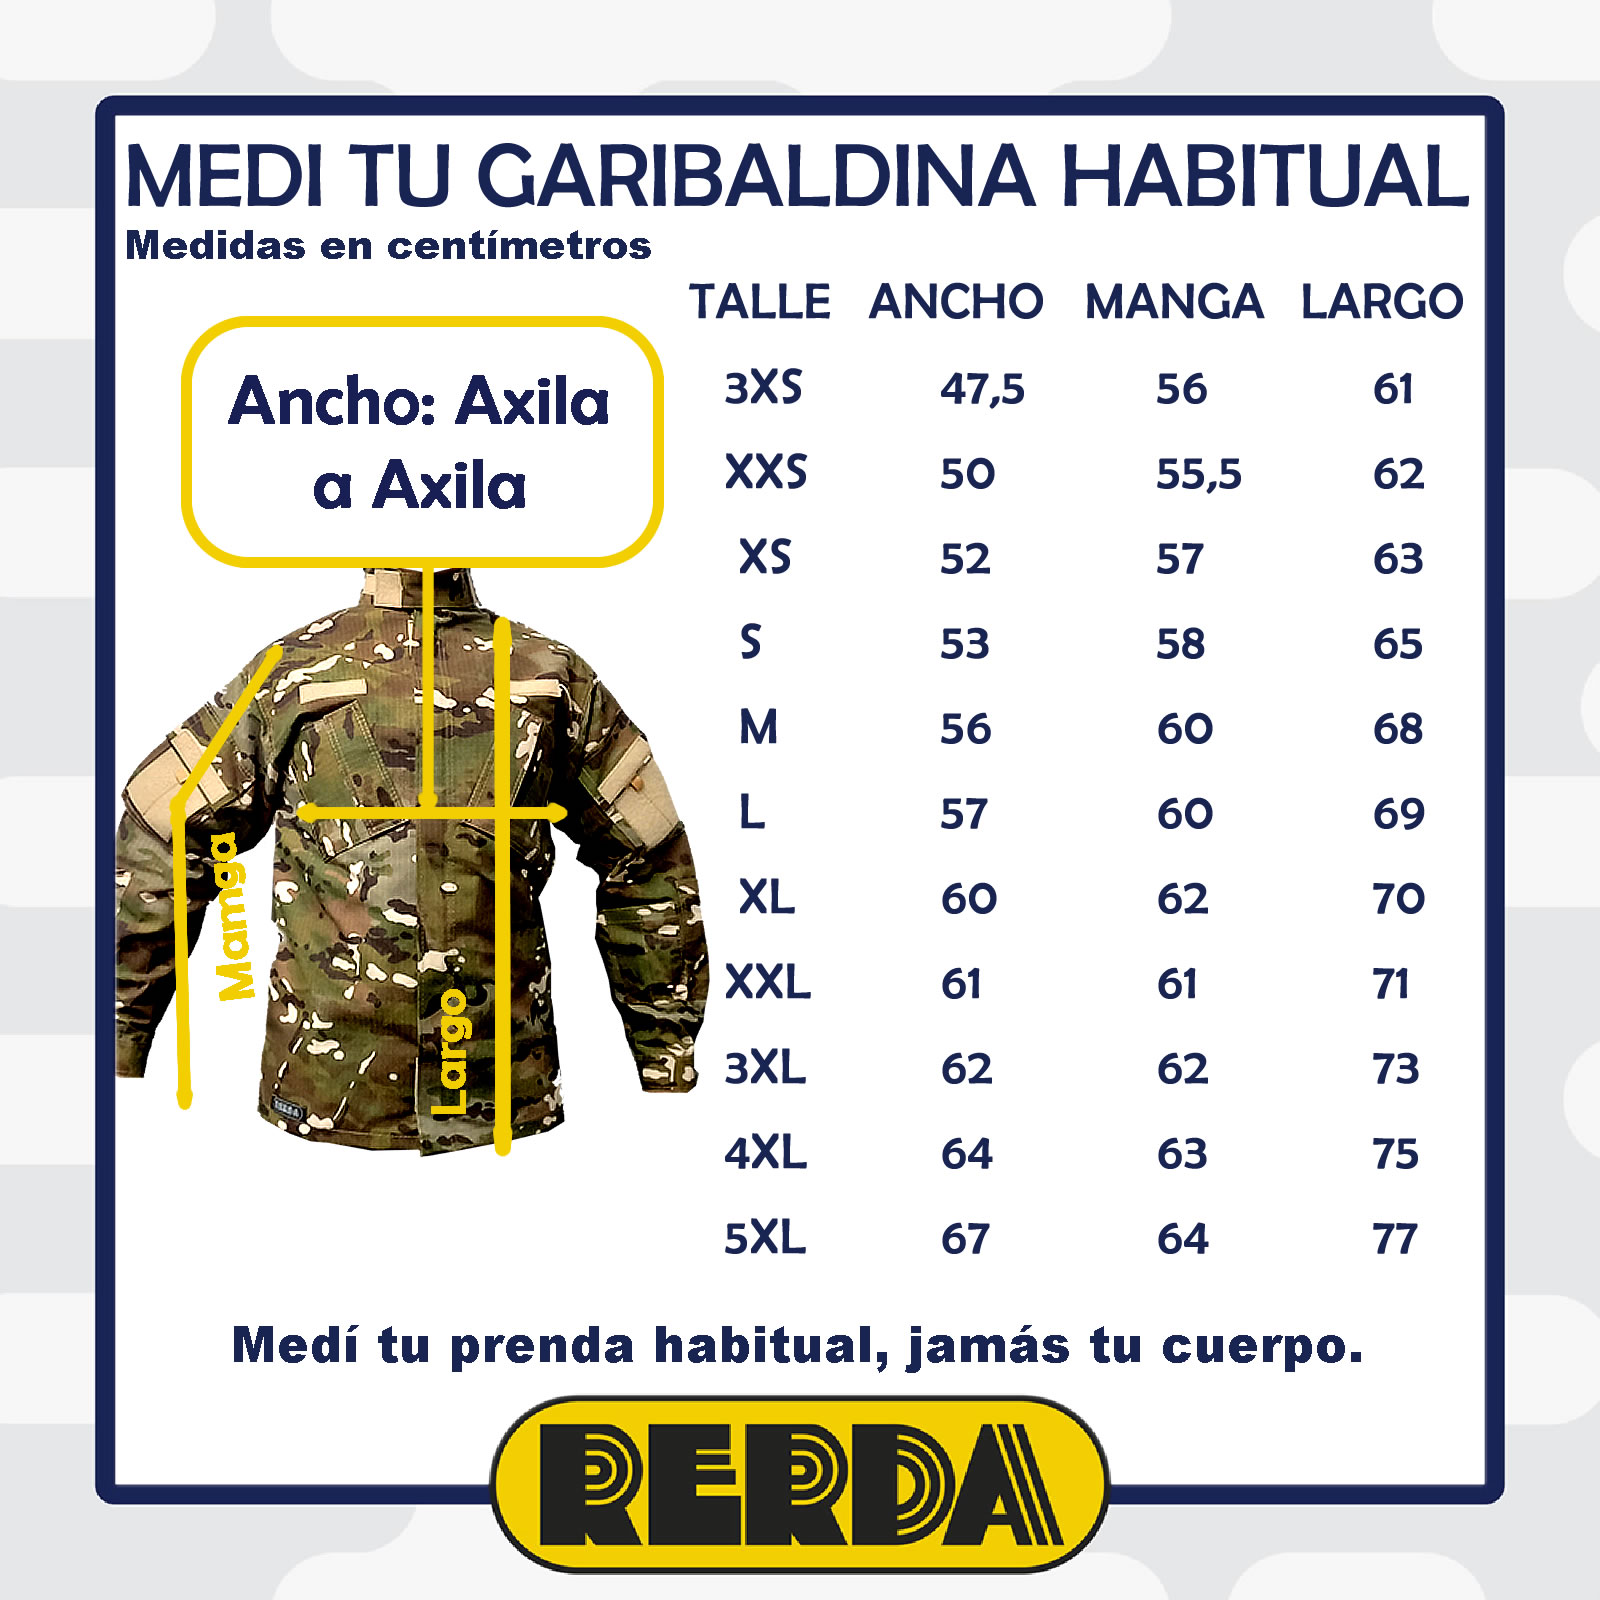 MEDI TU GARIBALDINA HABITUAL
Medidas en centímetros
Ancho: Axila
a Axila
Mamga
Largo
TALLE ANCHO MANGA LARGO
3XS 47,5 56 61
XXS 50 55,5 62
XS 52 57 63
S 53 58 65
M 56 60 68
L 57 60 69
XL 60 62 70
XXL 61 61 71
3XL 62 62 73
4XL 64 63 75
5XL 67 64 77
RERDA
Medí tu prenda habitual, jamás tu cuerpo.
RERDA